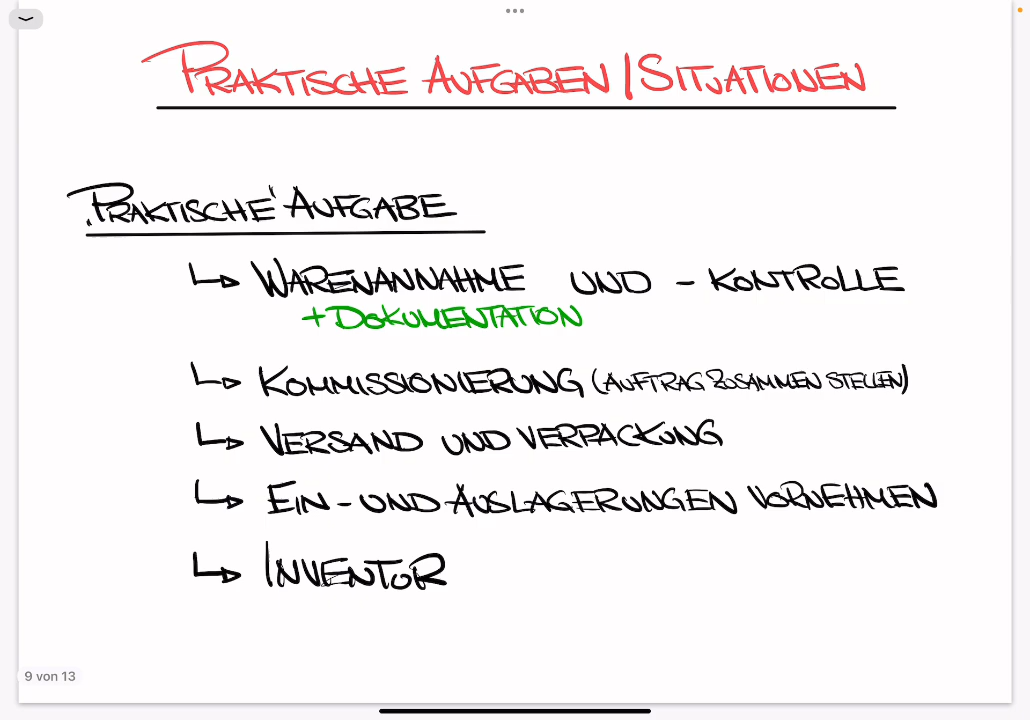 PRAKTISCHE AUFGABEN / SITUATIONEN
PRAKTISCHE AUFGABE
↳ WARENANNAHME UND - KONTROLLE
+ DOKUMENTATION
↳ KOMMISSIONIERUNG (AUFTRAG ZUSAMMEN STELLEN)
↳ VERSAND UND VERPACKUNG
↳ EIN - UND AUSLAGERUNGEN VORNEHMEN
↳ INVENTUR
9 von 13